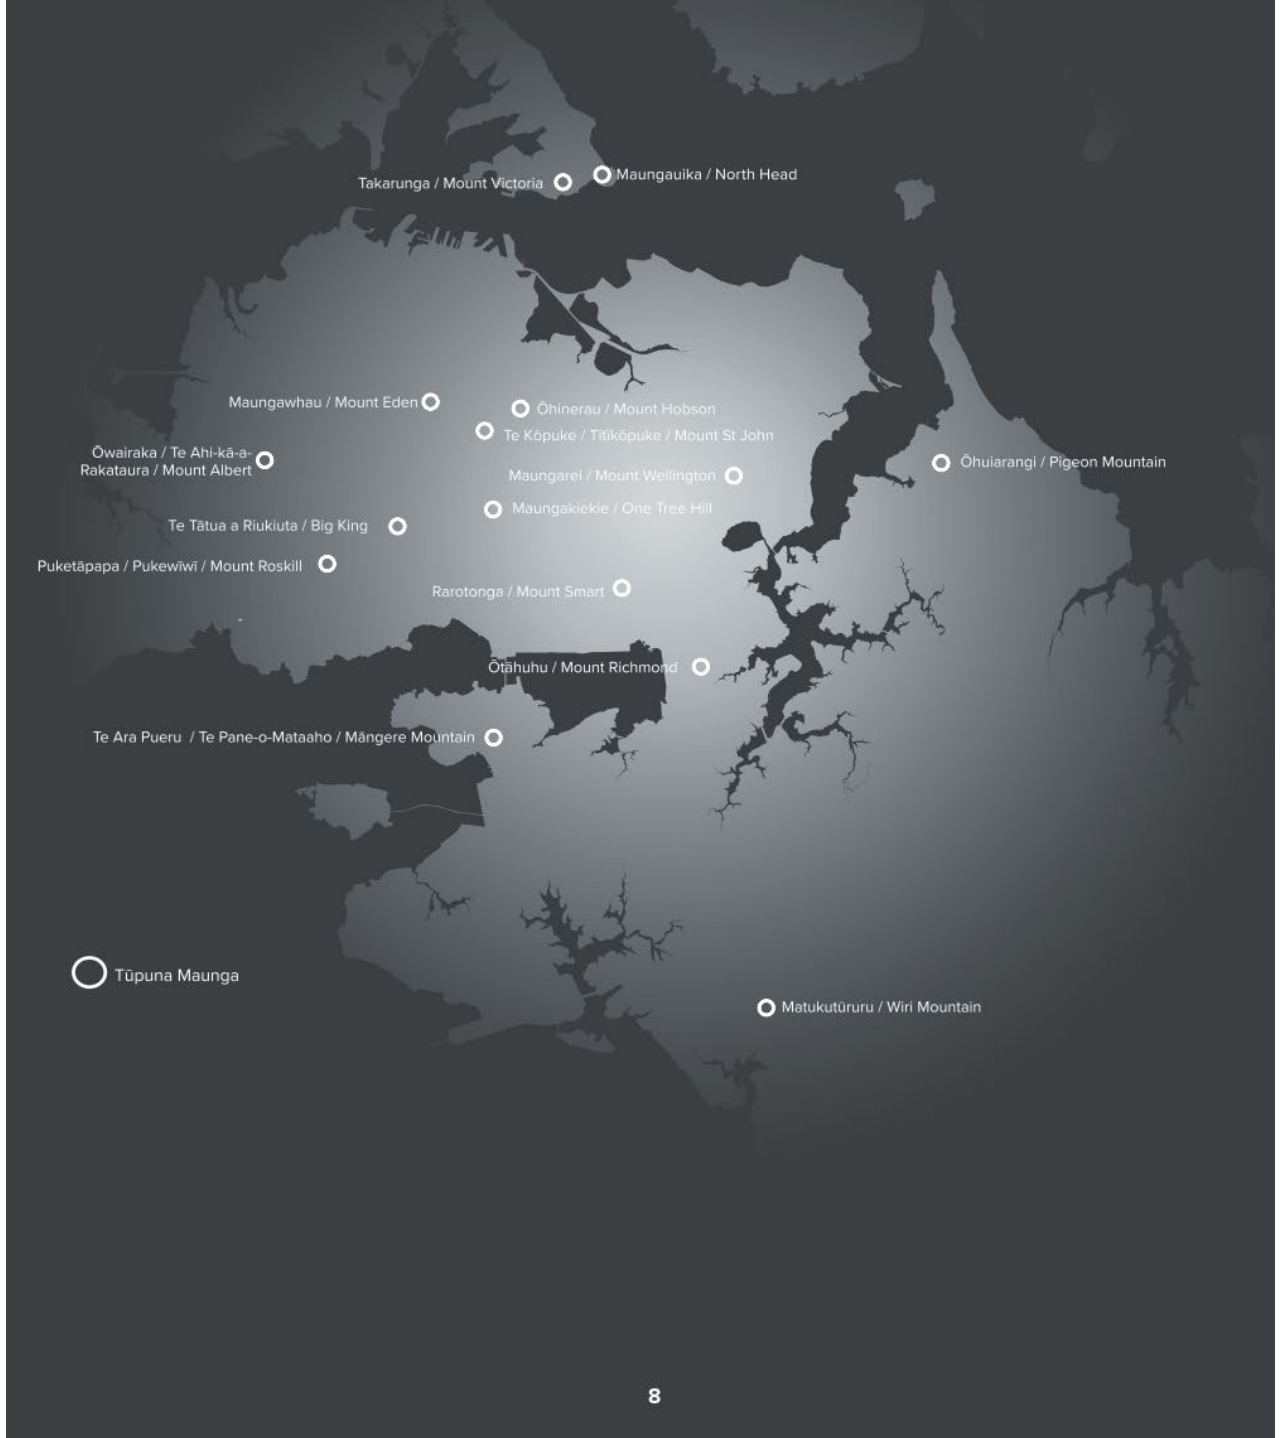 Maungauika / North Head
Takarunga / Mount Victoria
Maungawhau / Mount Eden
Ōhinerau / Mount Hobson
Te Kōpuke / Tītīkōpuke / Mount St John
Ōwairaka / Te Ahi-kā-a-
Rakataura / Mount Albert
Ōhuiarangi / Pigeon Mountain
Maungarei / Mount Wellington
Maungakiekie / One Tree Hill
Te Tātua a Riukiuta / Big King
Puketāpapa / Pukewīwī / Mount Roskill
Rarotonga / Mount Smart
Ōtāhuhu / Mount Richmond
Te Ara Pueru / Te Pane-o-Mataaho / Māngere Mountain
Tūpuna Maunga
Matukutūruru / Wiri Mountain
8